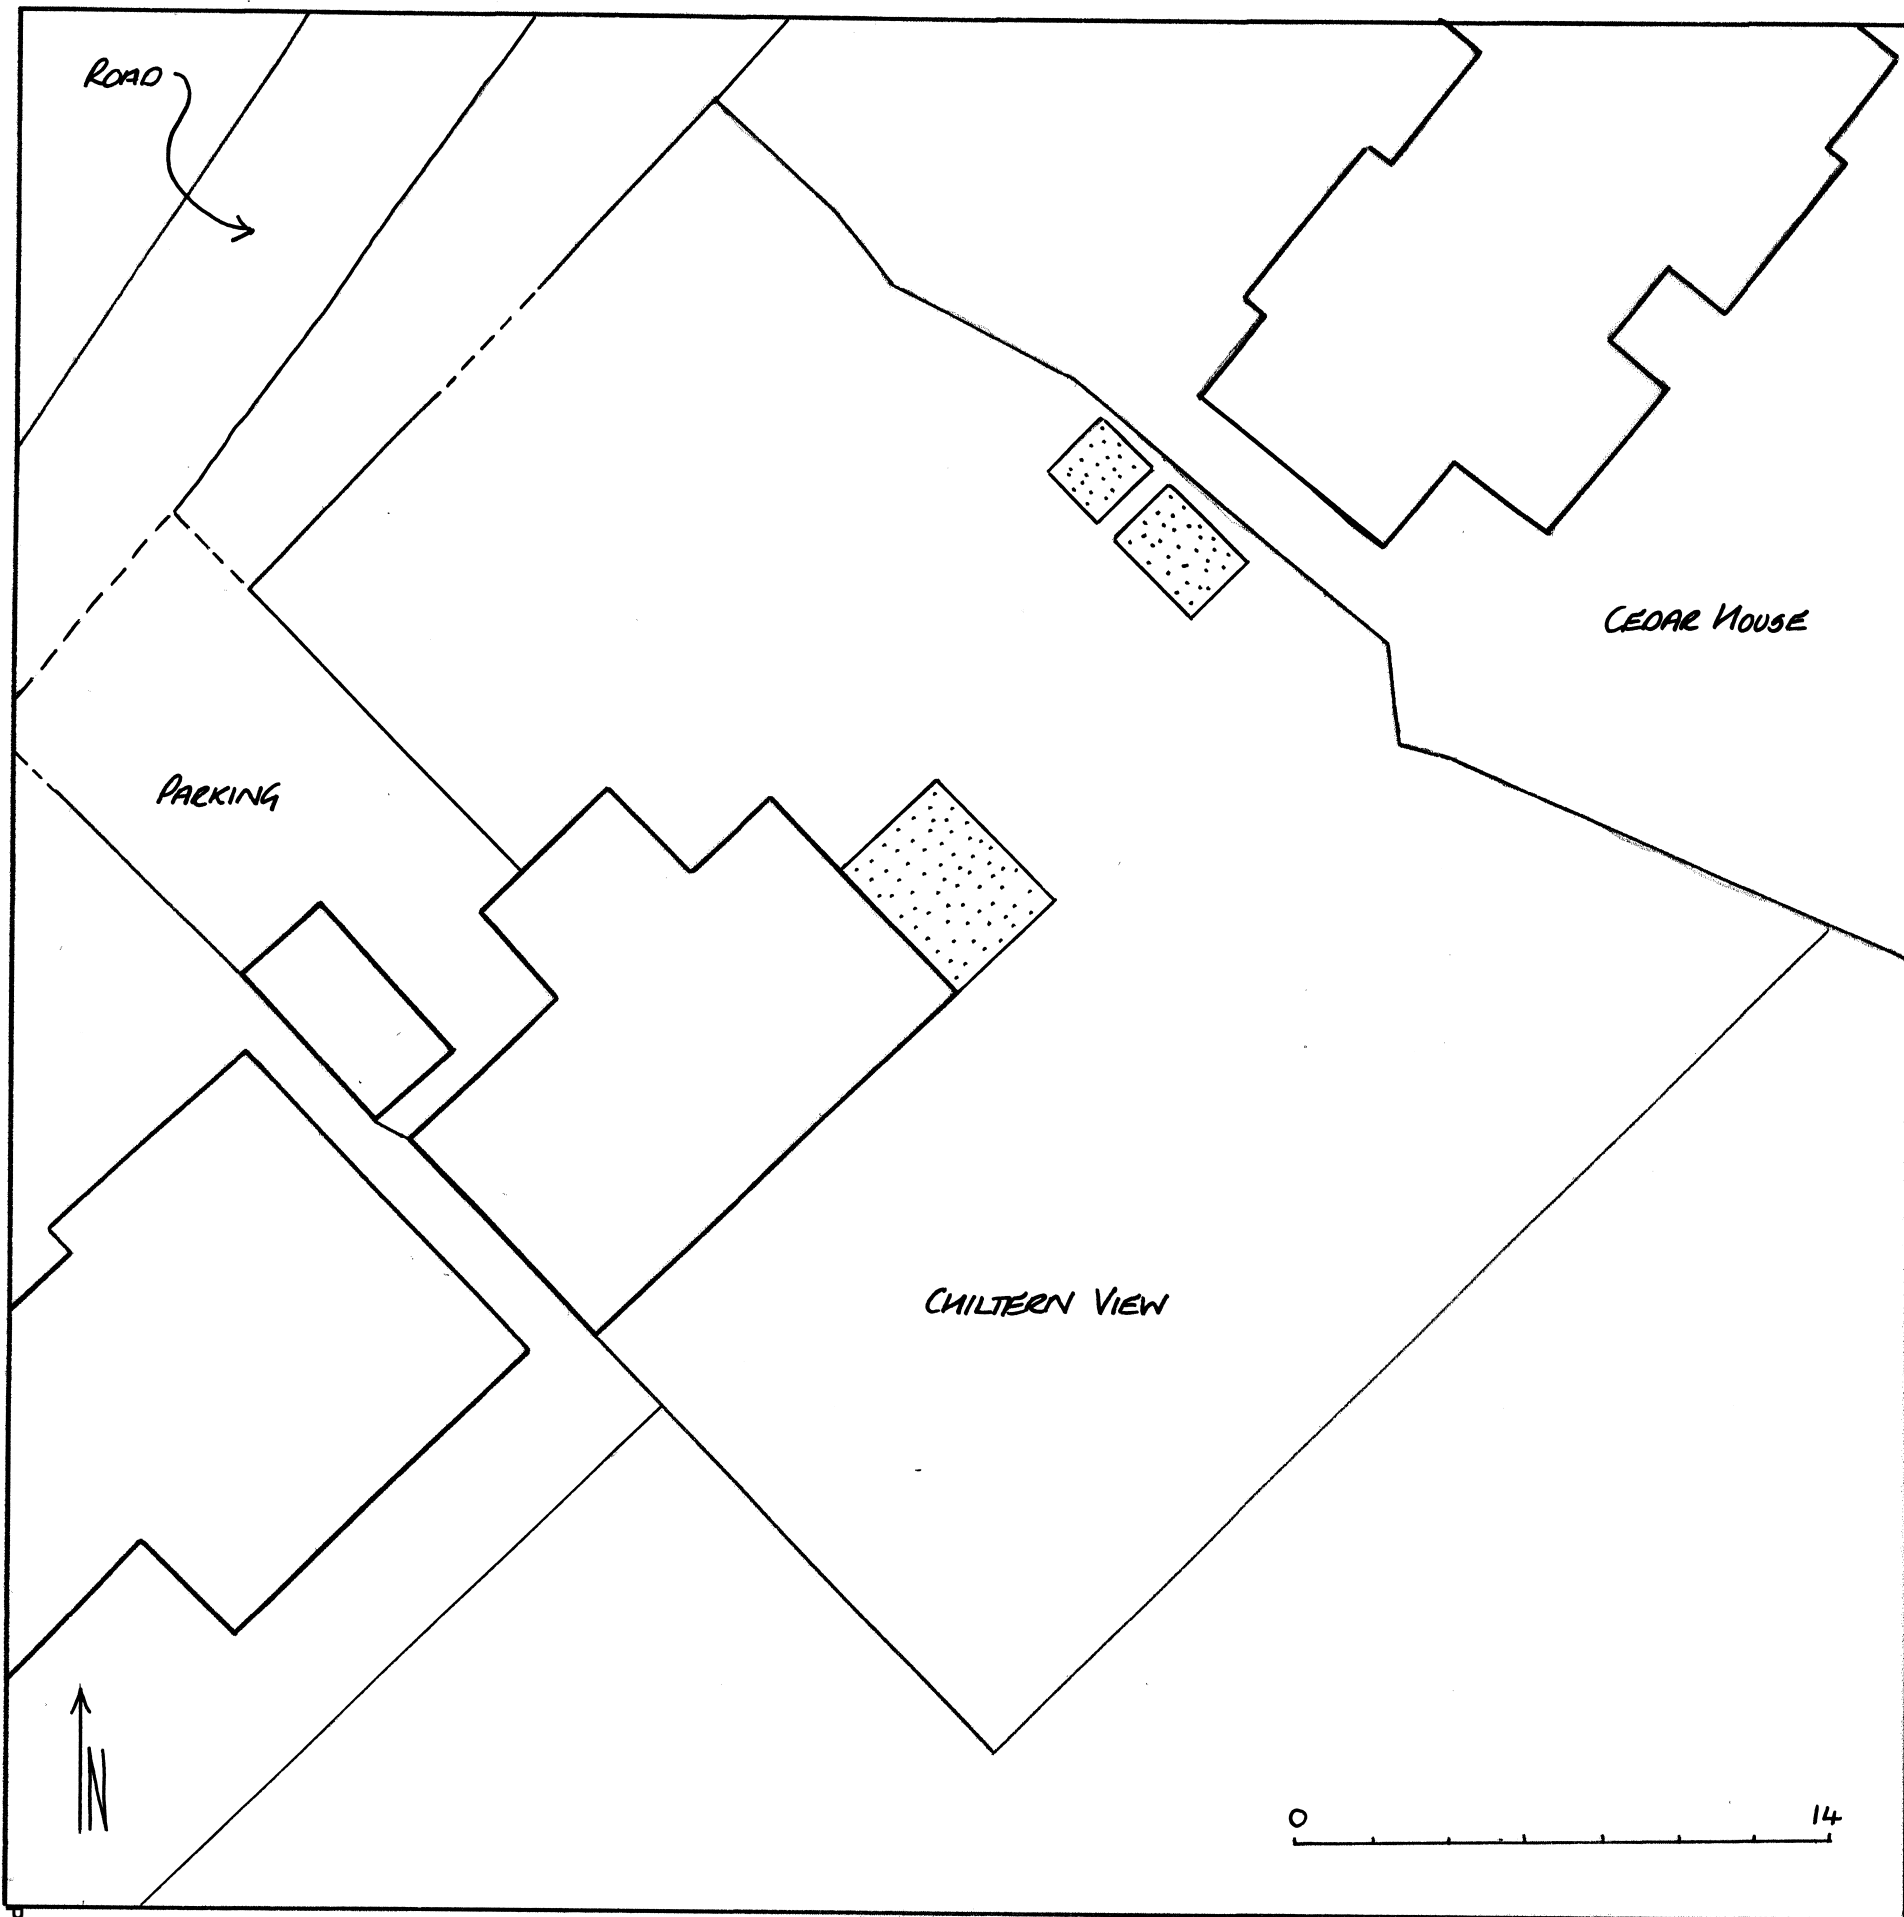 ROAD
CEDAR HOUSE
PARKING
CHILTERN VIEW
N
0 14